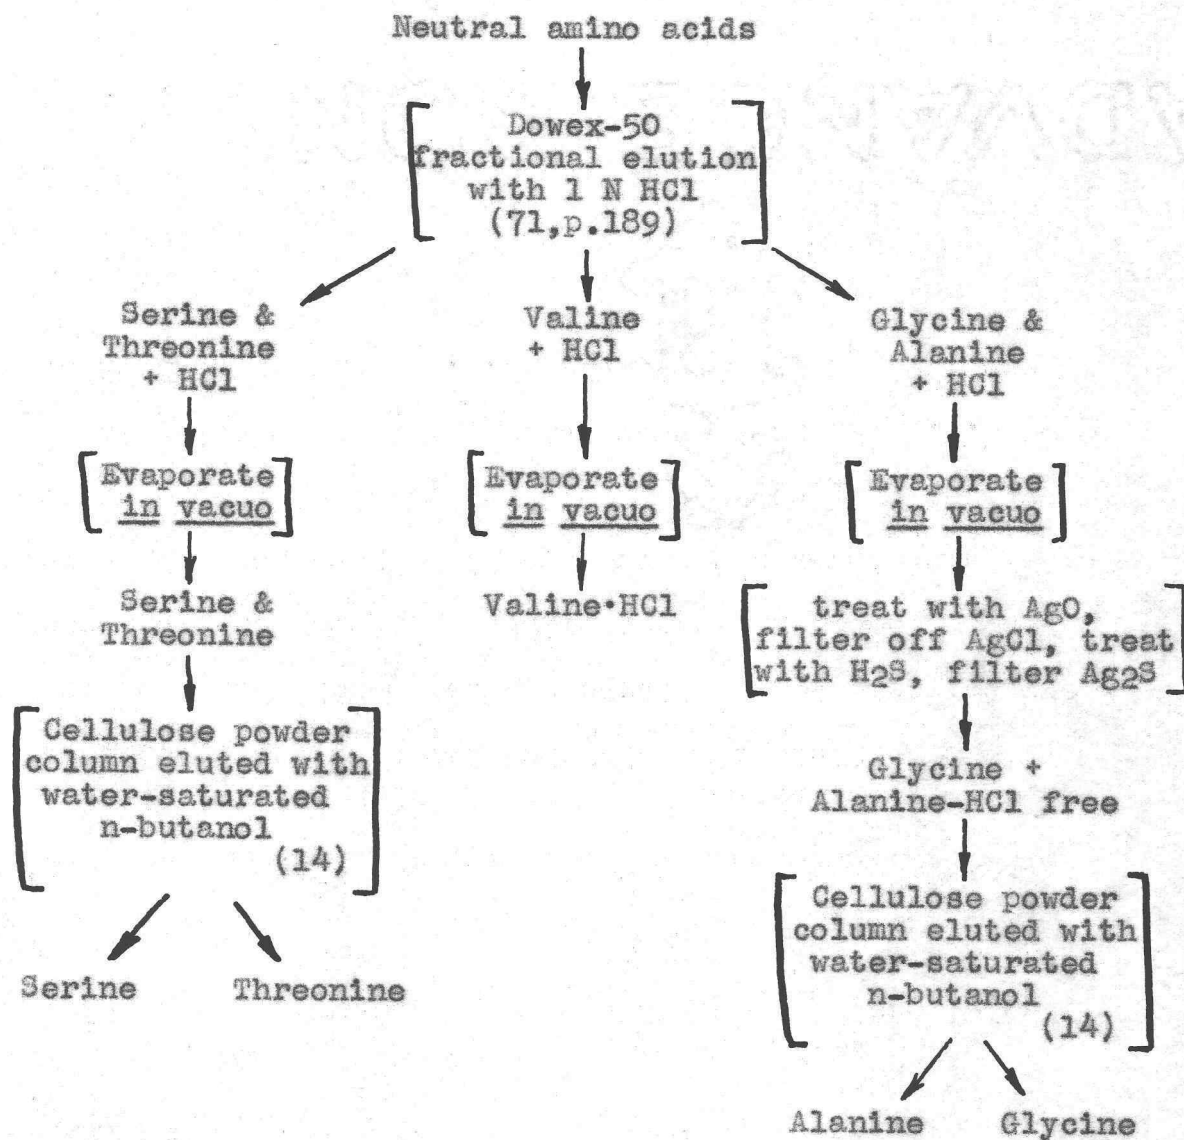 Neutral amino acids
Dowex-50
fractional elution
with 1 N HCl
(71,p.189)
Serine &
Threonine
+ HCl
Valine
+ HCl
Glycine &
Alanine
+ HCl
Evaporate
in vacuo
Evaporate
in vacuo
Evaporate
in vacuo
Serine &
Threonine
Valine•HCl
treat with AgO,
filter off AgCl, treat
with H2S, filter Ag2S
Cellulose powder
column eluted with
water-saturated
n-butanol
(14)
Glycine +
Alanine-HCl free
Serine
Threonine
Cellulose powder
column eluted with
water-saturated
n-butanol
(14)
Alanine
Glycine